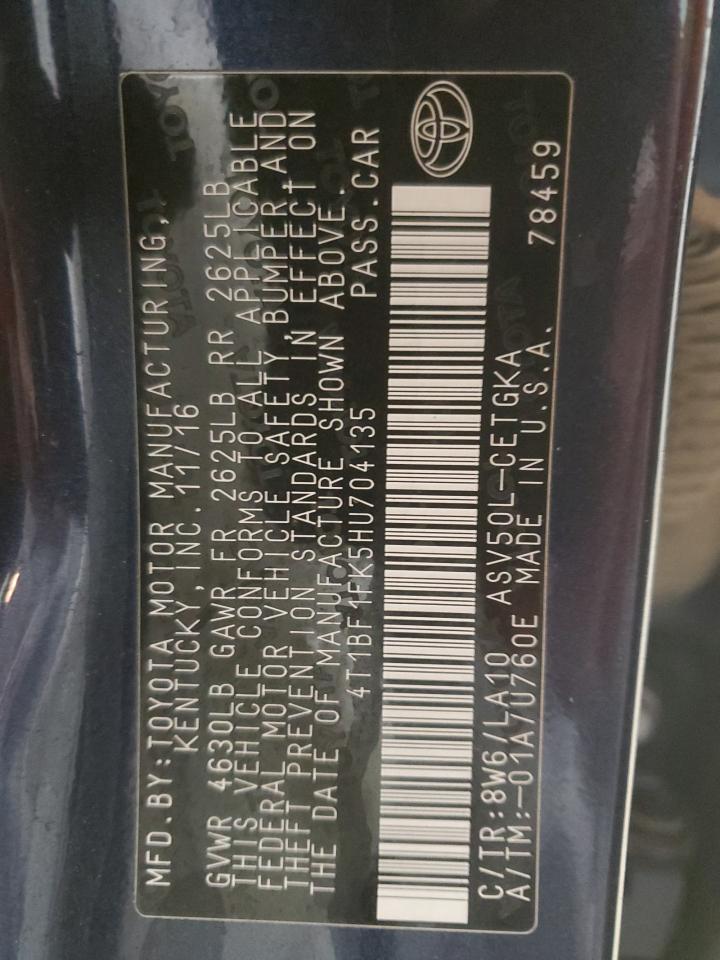 MFD.BY:TOYOTA MOTOR MANUFACTURING,
KENTUCKY, INC. 11/16
GVWR 4630LB GAWR FR 2625LB RR 2625LB
THIS VEHICLE CONFORMS TO ALL APPLICABLE
FEDERAL MOTOR VEHICLE SAFETY, BUMPER, AND
THEFT PREVENTION STANDARDS IN EFFECT ON
THE DATE OF MANUFACTURE SHOWN ABOVE.
4T1BF1FK5HU704135 PASS.CAR
C/TR:8W6/LA10 ASV50L-CETGKA
A/TM:-01A/U760E MADE IN U.S.A. 78459